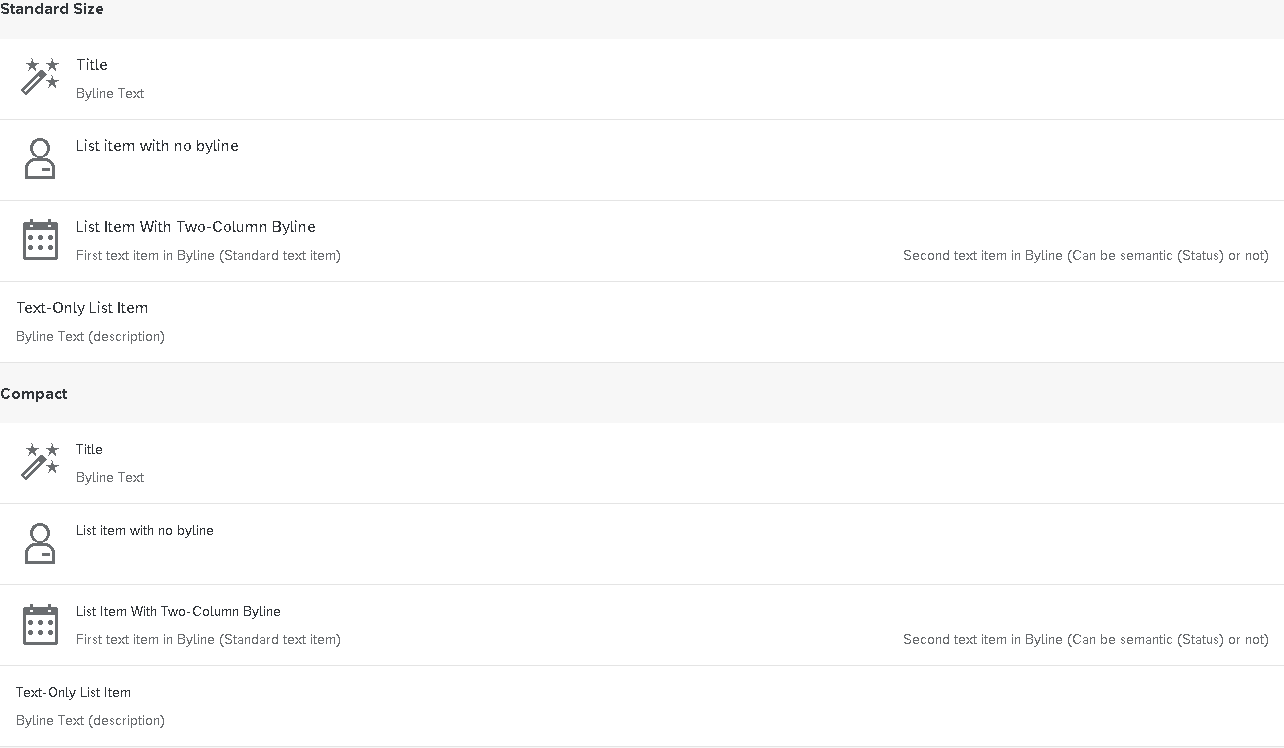 Standard Size
Title
Byline Text
List item with no byline
List Item With Two-Column Byline
First text item in Byline (Standard text item) Second text item in Byline (Can be semantic (Status) or not)
Text-Only List Item
Byline Text (description)
Compact
Title
Byline Text
List item with no byline
List Item With Two-Column Byline
First text item in Byline (Standard text item) Second text item in Byline (Can be semantic (Status) or not)
Text-Only List Item
Byline Text (description)